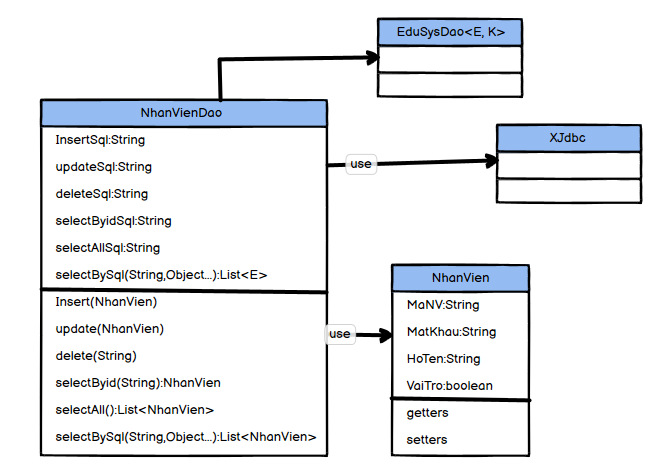 EduSysDao<E, K>
NhanVienDao
InsertSql:String
updateSql:String
deleteSql:String
selectByidSql:String
selectAllSql:String
selectBySql(String,Object...):List<E>
Insert(NhanVien)
update(NhanVien)
delete(String)
selectByid(String):NhanVien
selectAll():List<NhanVien>
selectBySql(String,Object...):List<NhanVien>
use
XJdbc
use
NhanVien
MaNV:String
MatKhau:String
HoTen:String
VaiTro:boolean
getters
setters